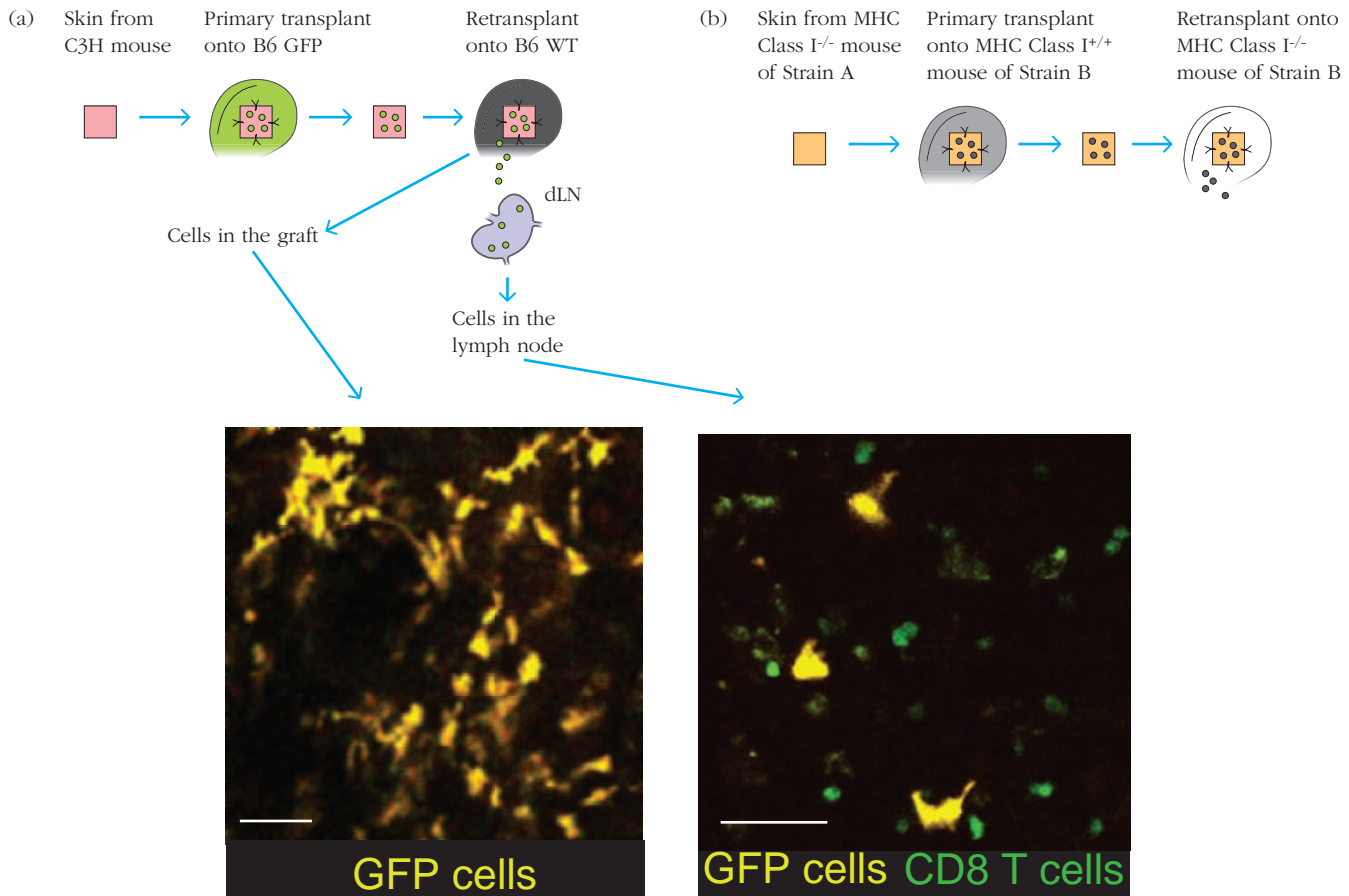 (a)
Skin from
C3H mouse
Primary transplant
onto B6 GFP
Retransplant
onto B6 WT
dLN
Cells in the graft
Cells in the
lymph node
GFP cells
(b)
Skin from MHC
Class I-/- mouse
of Strain A
Primary transplant
onto MHC Class I+/+
mouse of Strain B
Retransplant onto
MHC Class I-/-
mouse of Strain B
GFP cells CD8 T cells